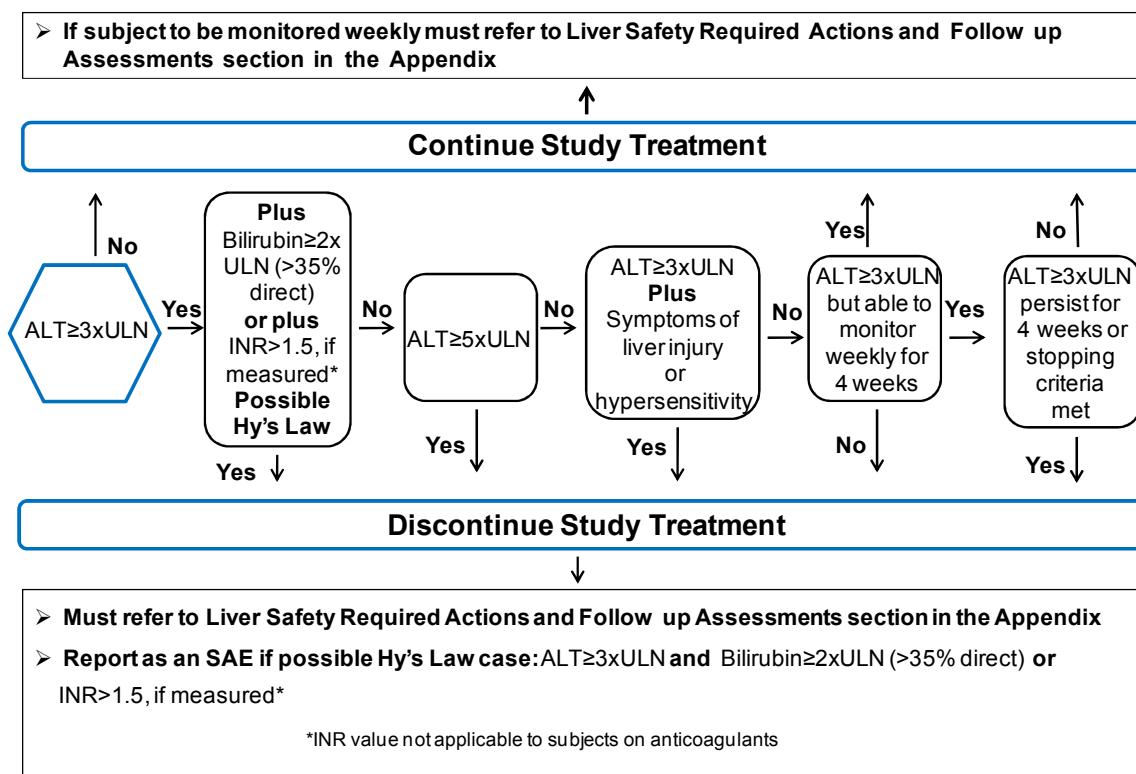 ➢ If subject to be monitored weekly must refer to Liver Safety Required Actions and Follow up
Assessments section in the Appendix
Continue Study Treatment
No
Yes
No
ALT≥3xULN
Yes
Plus
Bilirubin≥2x
ULN (>35%
direct)
or plus
INR>1.5, if
measured*
Possible
Hy's Law
No
ALT≥5xULN
No
ALT≥3xULN
Plus
Symptoms of
liver injury
or
hypersensitivity
No
ALT≥3xULN
but able to
monitor
weekly for
4 weeks
Yes
ALT≥3xULN
persist for
4 weeks or
stopping
criteria
met
Yes
Yes
Yes
No
Yes
Discontinue Study Treatment
➢ Must refer to Liver Safety Required Actions and Follow up Assessments section in the Appendix
➢ Report as an SAE if possible Hy's Law case: ALT≥3xULN and Bilirubin≥2xULN (>35% direct) or
INR>1.5, if measured*
*INR value not applicable to subjects on anticoagulants